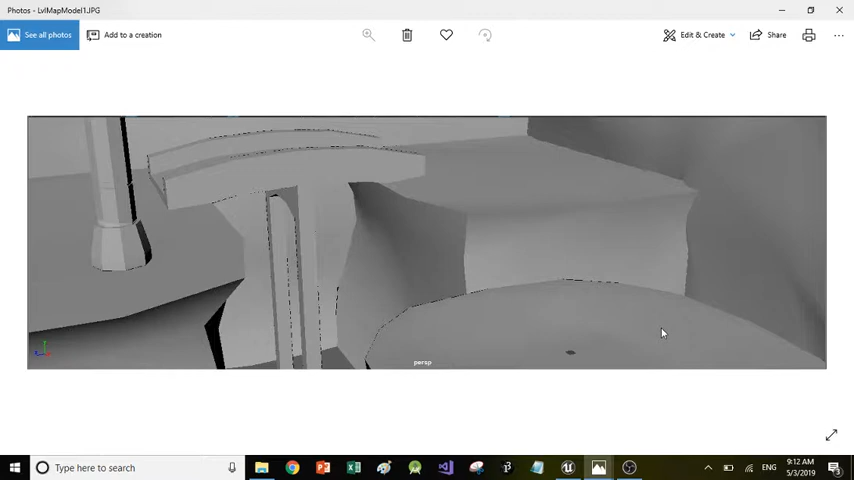 Photos - LvlMapModel1.JPG
See all photos
Add to a creation
Edit & Create
Share
persp
Type here to search
ENG
9:12 AM
5/3/2019